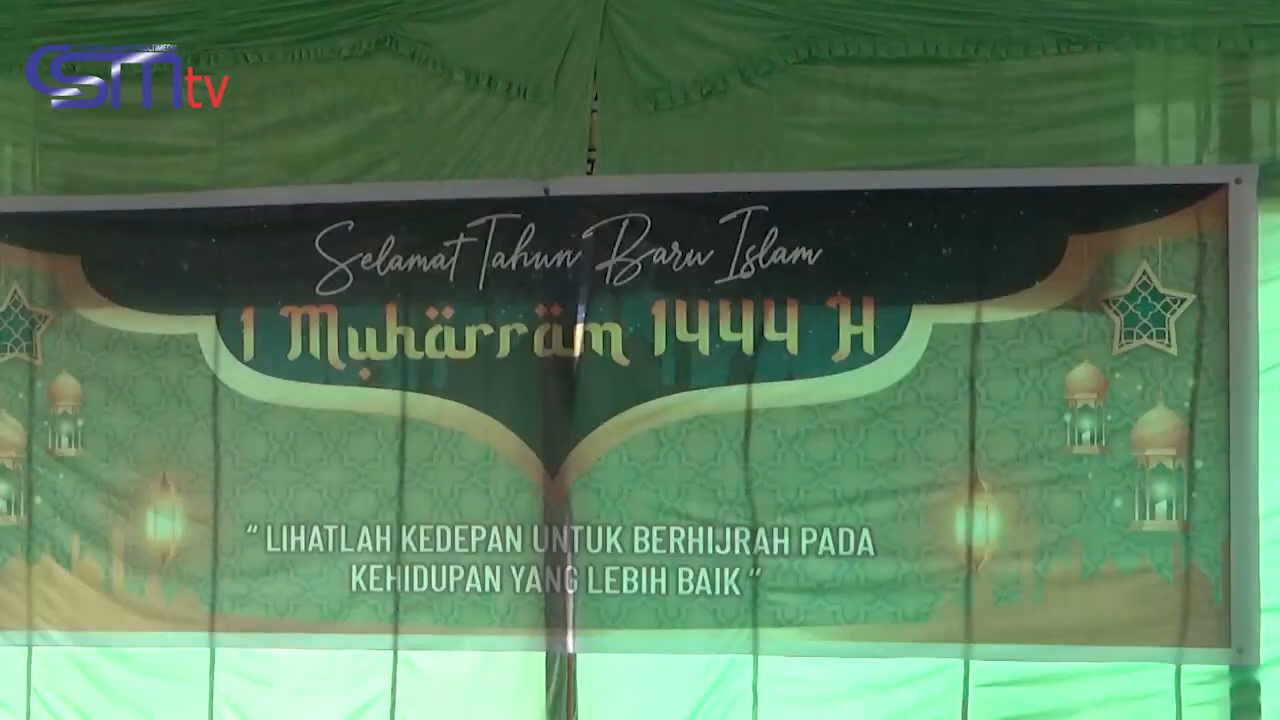 CSMtv
Selamat Tahun Baru Islam
1 Muharram 1444 H
“ LIHATLAH KEDEPAN UNTUK BERHIJRAH PADA
KEHIDUPAN YANG LEBIH BAIK ”